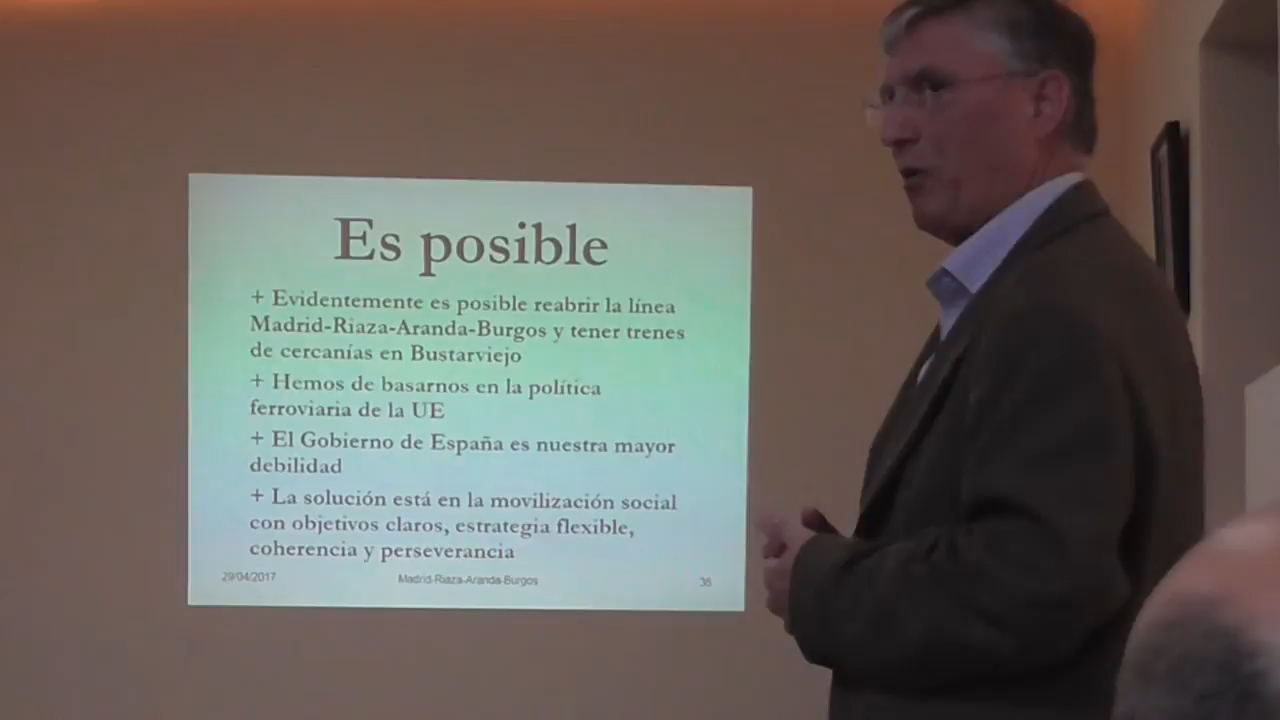 Es posible
+ Evidentemente es posible reabrir la línea
Madrid-Riaza-Aranda-Burgos y tener trenes
de cercanías en Bustarviejo
+ Hemos de basarnos en la política
ferroviaria de la UE
+ El Gobierno de España es nuestra mayor
debilidad
+ La solución está en la movilización social
con objetivos claros, estrategia flexible,
coherencia y perseverancia
29/04/2017 Madrid-Riaza-Aranda-Burgos 36